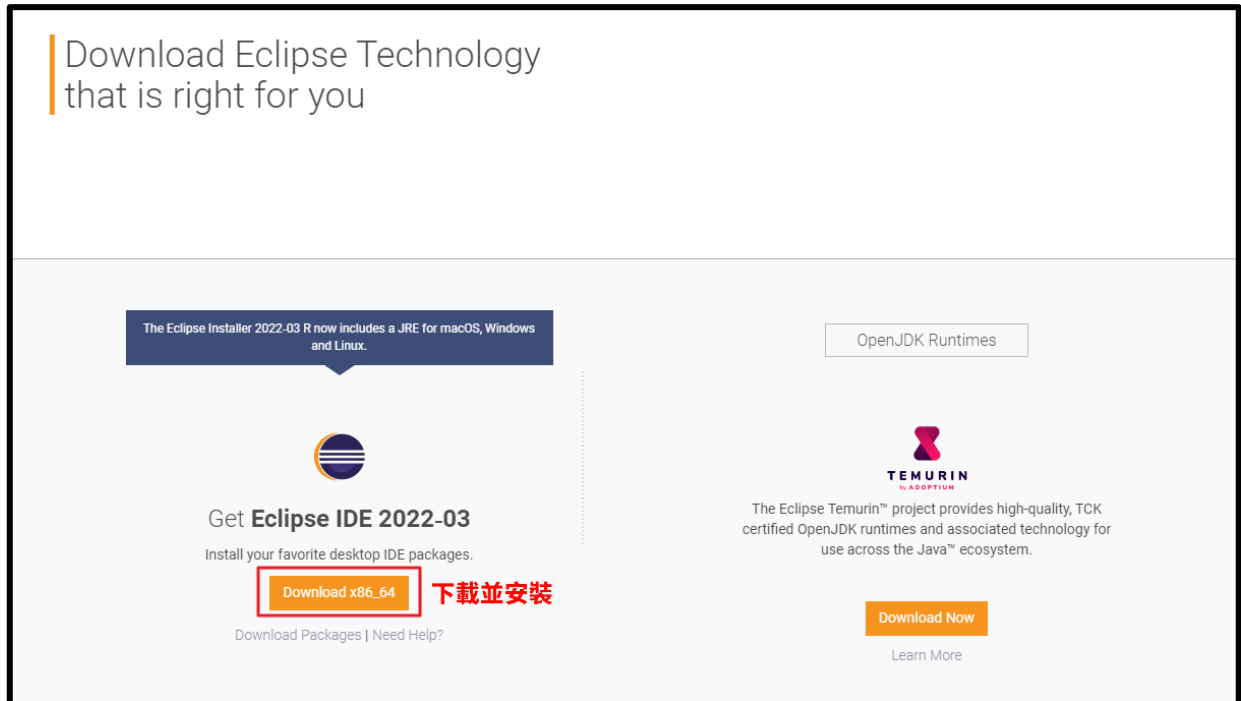 Download Eclipse Technology
that is right for you
The Eclipse Installer 2022-03 R now includes a JRE for macOS, Windows
and Linux.
Get Eclipse IDE 2022-03
Install your favorite desktop IDE packages.
Download x86_64
下載並安裝
Download Packages | Need Help?
OpenJDK Runtimes
TEMURIN
by ADOPTIUM
The Eclipse Temurin™ project provides high-quality, TCK
certified OpenJDK runtimes and associated technology for
use across the Java™ ecosystem.
Download Now
Learn More